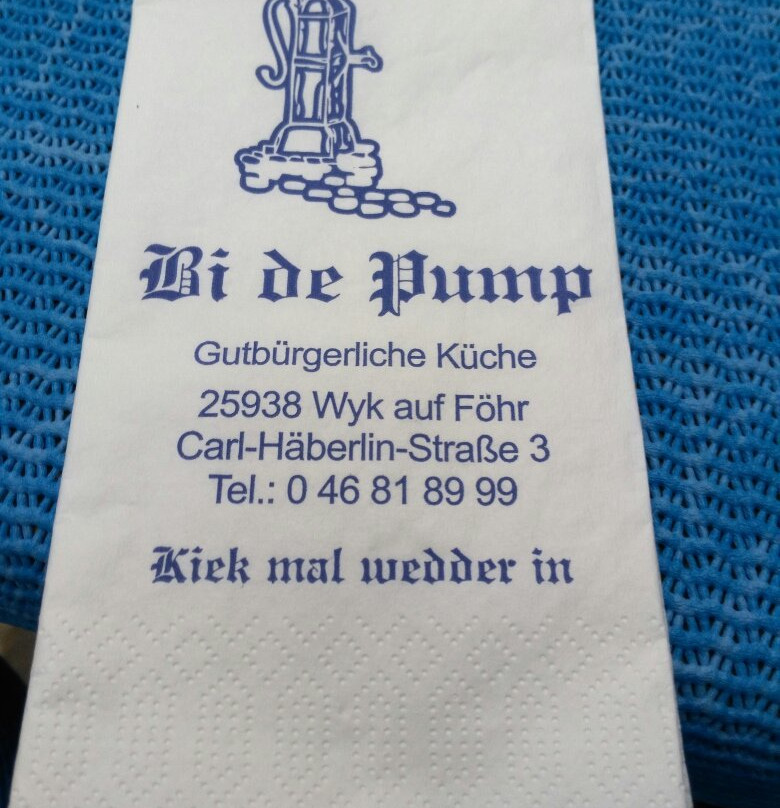 Bi de Pump
Gutbürgerliche Küche
25938 Wyk auf Föhr
Carl-Häberlin-Straße 3
Tel.: 0 46 81 89 99
Kiek mal wedder in